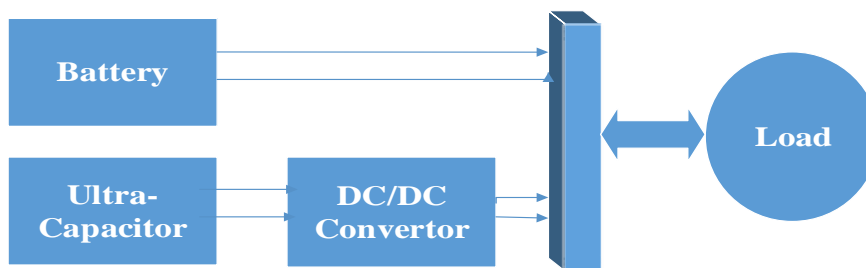 Battery
Load
Ultra-
Capacitor
DC/DC
Convertor